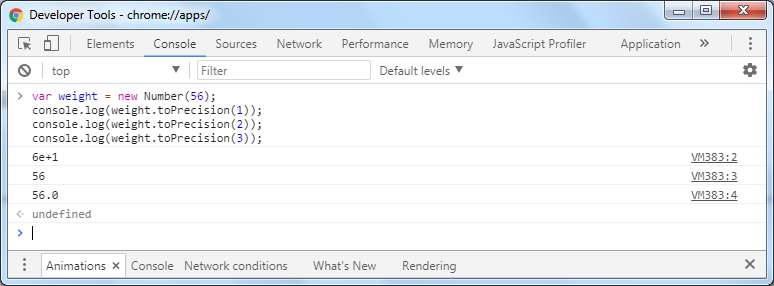 Developer Tools - chrome://apps/
Elements Console Sources Network Performance Memory JavaScript Profiler Application »
top ▼ Filter Default levels ▼
> var weight = new Number(56);
console.log(weight.toPrecision(1));
console.log(weight.toPrecision(2));
console.log(weight.toPrecision(3));
6e+1 VM383:2
56 VM383:3
56.0 VM383:4
undefined
>
Animations × Console Network conditions What's New Rendering